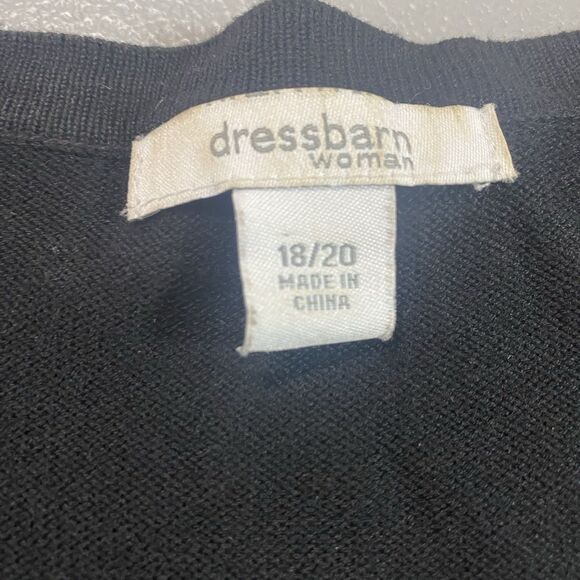 dressbarn
woman
18/20
MADE IN
CHINA